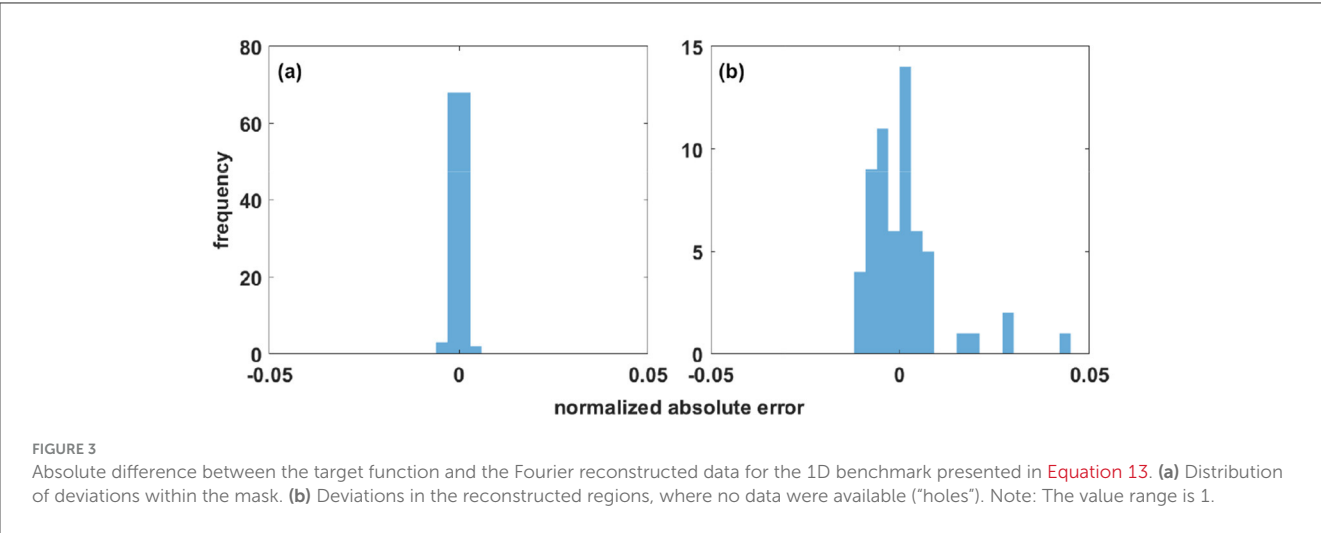 80
(a)
60
40
20
0
frequency
-0.05
0
0.05
15
(b)
10
5
0
-0.05
0
0.05
normalized absolute error
FIGURE 3
Absolute difference between the target function and the Fourier reconstructed data for the 1D benchmark presented in Equation 13. (a) Distribution
of deviations within the mask. (b) Deviations in the reconstructed regions, where no data were available (“holes”). Note: The value range is 1.